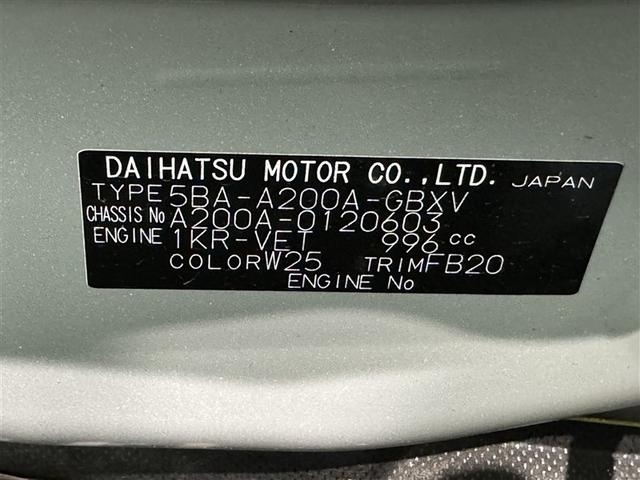 DAIHATSU MOTOR CO.,LTD. JAPAN
TYPE 5BA-A200A-GBXV
CHASSIS No A200A-0120603
ENGINE 1KR-VET 996 cc
COLOR W25 TRIM FB20
ENGINE No